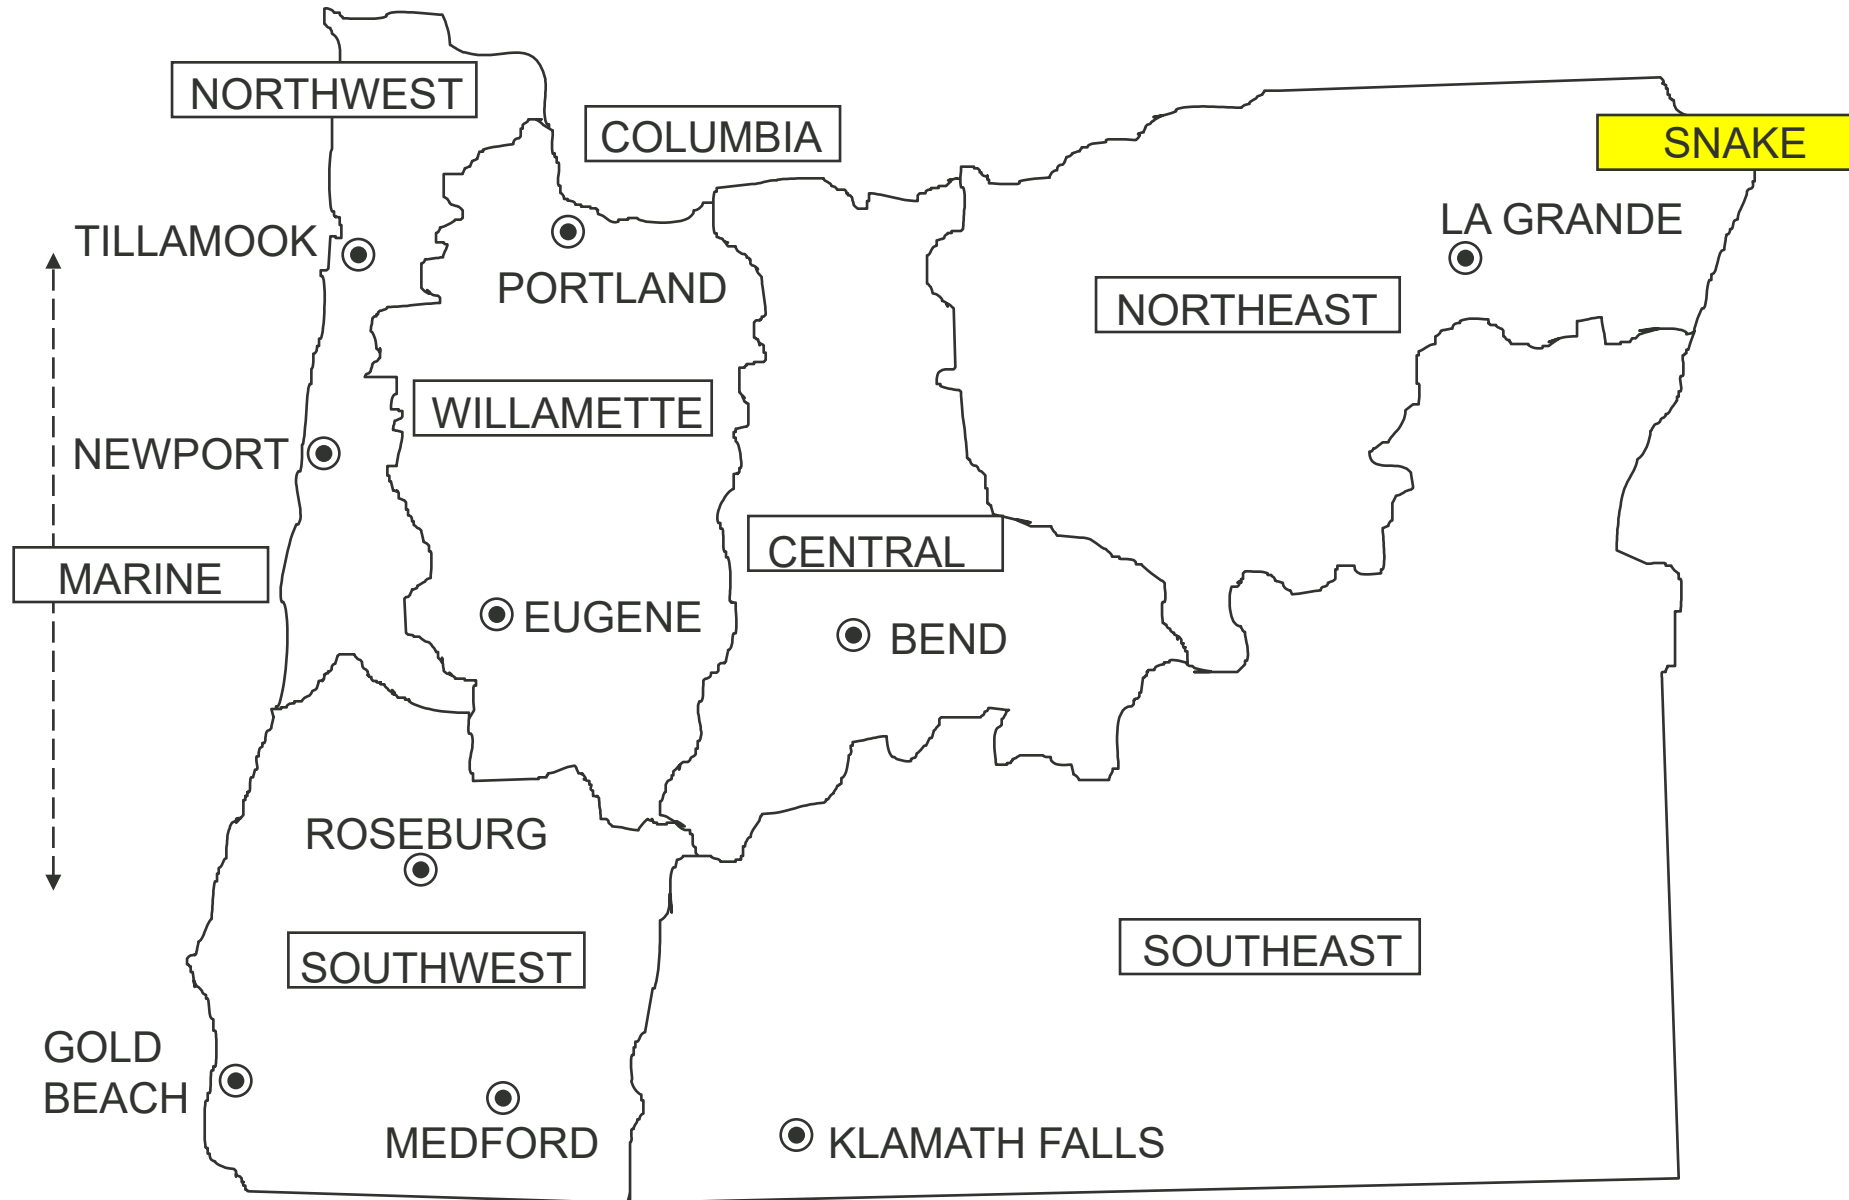 NORTHWEST
COLUMBIA
SNAKE
TILLAMOOK
PORTLAND
LA GRANDE
NORTHEAST
WILLAMETTE
NEWPORT
CENTRAL
MARINE
EUGENE
BEND
ROSEBURG
SOUTHWEST
SOUTHEAST
GOLD
BEACH
MEDFORD
KLAMATH FALLS